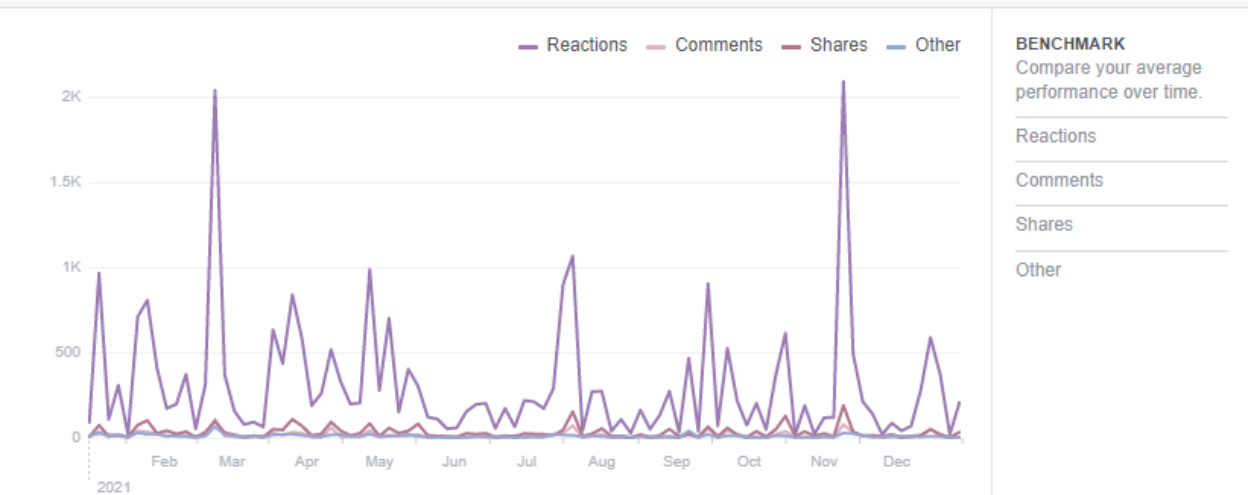 Reactions Comments Shares Other
2K
1.5K
1K
500
0
Feb Mar Apr May Jun Jul Aug Sep Oct Nov Dec
2021
BENCHMARK
Compare your average
performance over time.
Reactions
Comments
Shares
Other